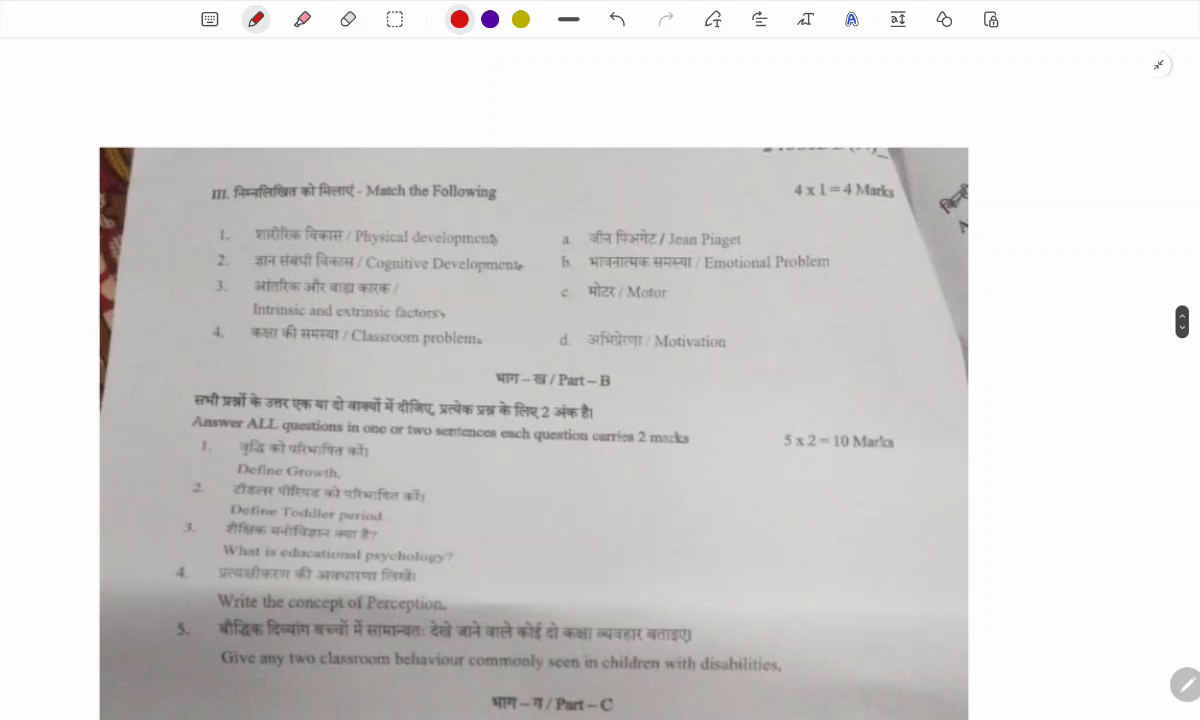 III. निम्नलिखित को मिलाएं - Match the Following 4 x 1 = 4 Marks
1. शारीरिक विकास / Physical development a. जीन पिअगेट / Jean Piaget
2. ज्ञान संबंधी विकास / Cognitive Development b. भावनात्मक समस्या / Emotional Problem
3. आंतरिक और बाह्य कारक / c. मोटर / Motor
Intrinsic and extrinsic factors
4. कक्षा की समस्या / Classroom problem d. अभिप्रेरणा / Motivation
भाग – ख / Part – B
सभी प्रश्नों के उत्तर एक या दो वाक्यों में दीजिए, प्रत्येक प्रश्न के लिए 2 अंक है।
Answer ALL questions in one or two sentences each question carries 2 marks 5 x 2 = 10 Marks
1. वृद्धि को परिभाषित करें।
Define Growth.
2. टॉडलर पीरियड को परिभाषित करें।
Define Toddler period.
3. शैक्षिक मनोविज्ञान क्या है?
What is educational psychology?
4. प्रत्यक्षीकरण की अवधारणा लिखें।
Write the concept of Perception.
5. बौद्धिक दिव्यांग बच्चों में सामान्यतः देखे जाने वाले कोई दो कक्षा व्यवहार बताइए।
Give any two classroom behaviour commonly seen in children with disabilities.
भाग – ग / Part – C